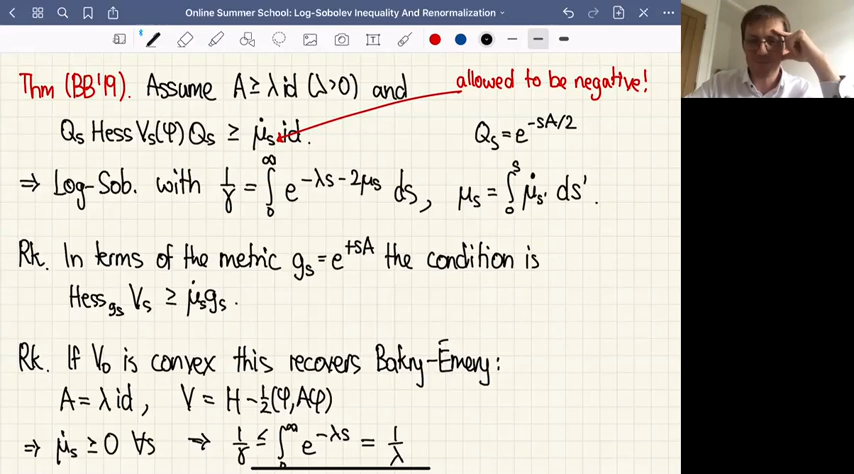 Online Summer School: Log-Sobolev Inequality And Renormalization
Thm (BB'19). Assume A ≥ λ id (λ>0) and
allowed to be negative!
Q_s Hess V_s(φ) Q_s ≥ μ̇_s id.
Q_s = e^{-sA/2}
⇒ Log-Sob. with 1/γ = ∫_0^∞ e^{-λs-2μ_s} ds, μ_s = ∫_0^s μ̇_{s'} ds'.
Rk. In terms of the metric g_s = e^{+sA} the condition is
Hess_{g_s} V_s ≥ μ̇_s g_s.
Rk. If V_0 is convex this recovers Bakry-Emery:
A = λ id, V = H - ½(φ, Aφ)
⇒ μ̇_s ≥ 0 ∀s ⇒ 1/γ ≤ ∫_0^∞ e^{-λs} = 1/λ